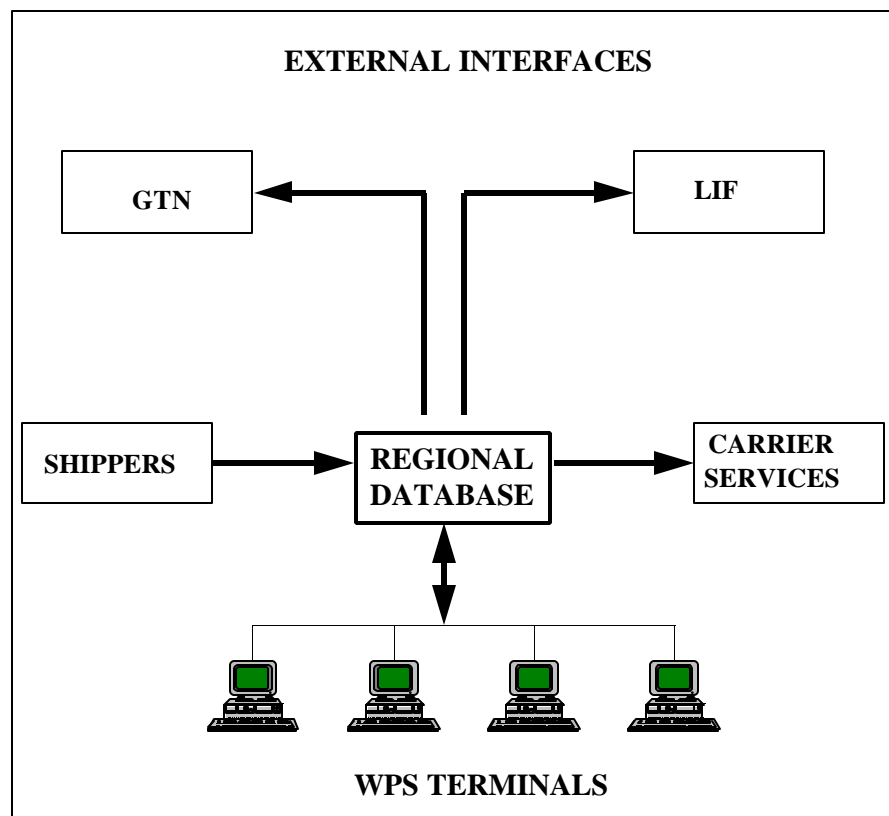 EXTERNAL INTERFACES
GTN
LIF
SHIPPERS
REGIONAL
DATABASE
CARRIER
SERVICES
WPS TERMINALS